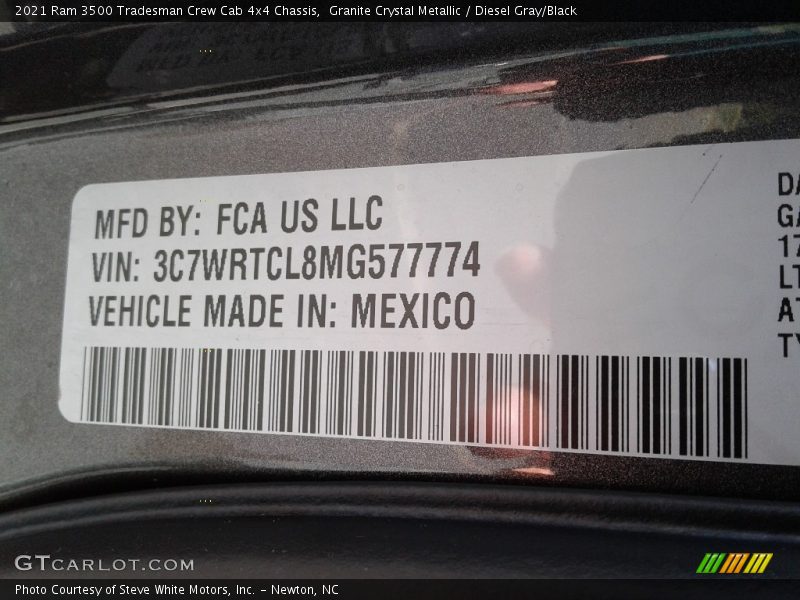 2021 Ram 3500 Tradesman Crew Cab 4x4 Chassis,  Granite Crystal Metallic / Diesel Gray/Black
MFD BY: FCA US LLC
VIN: 3C7WRTCL8MG577774
VEHICLE MADE IN: MEXICO
GTCARLOT.COM
Photo Courtesy of Steve White Motors, Inc. – Newton, NC